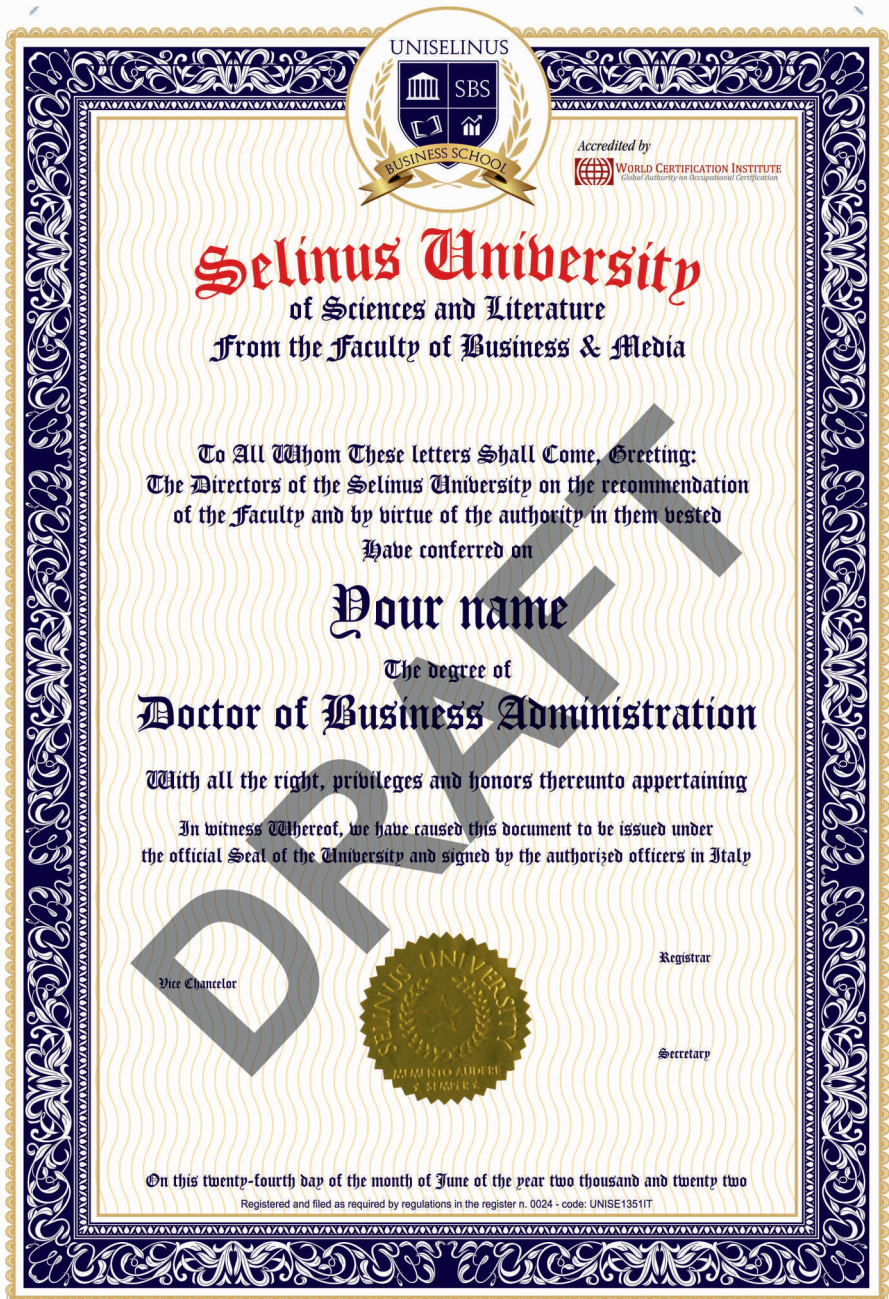 UNISELINUS
SBS
BUSINESS SCHOOL
Accredited by
WORLD CERTIFICATION INSTITUTE
Global Authority on Occupational Certification
Selinus University
of Sciences and Literature
From the Faculty of Business & Media
To All Whom These letters Shall Come, Greeting:
The Directors of the Selinus University on the recommendation
of the Faculty and by virtue of the authority in them vested
Have conferred on
Your name
The degree of
Doctor of Business Administration
With all the right, privileges and honors thereunto appertaining
In witness Whereof, we have caused this document to be issued under
the official Seal of the University and signed by the authorized officers in Italy
DRAFT
Registrar
Vice Chancelor
SELINUS UNIVERSITY
MEMENTO AUDERE
SEMPER
Secretary
On this twenty-fourth day of the month of June of the year two thousand and twenty two
Registered and filed as required by regulations in the register n. 0024 - code: UNISE1351IT